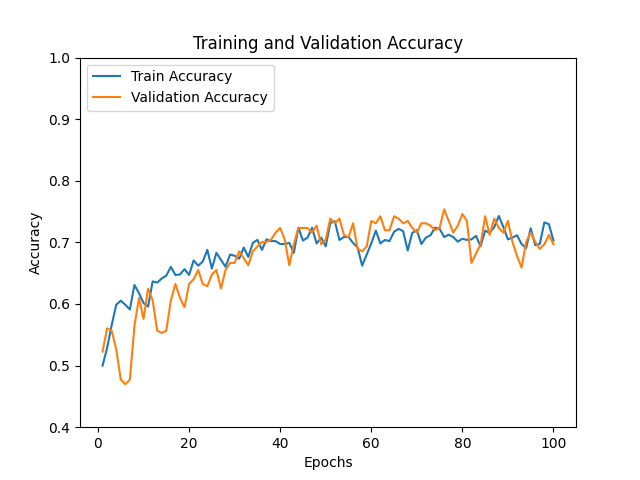 Training and Validation Accuracy
Train Accuracy
Validation Accuracy
1.0
0.9
0.8
0.7
0.6
0.5
0.4
Accuracy
0 20 40 60 80 100
Epochs